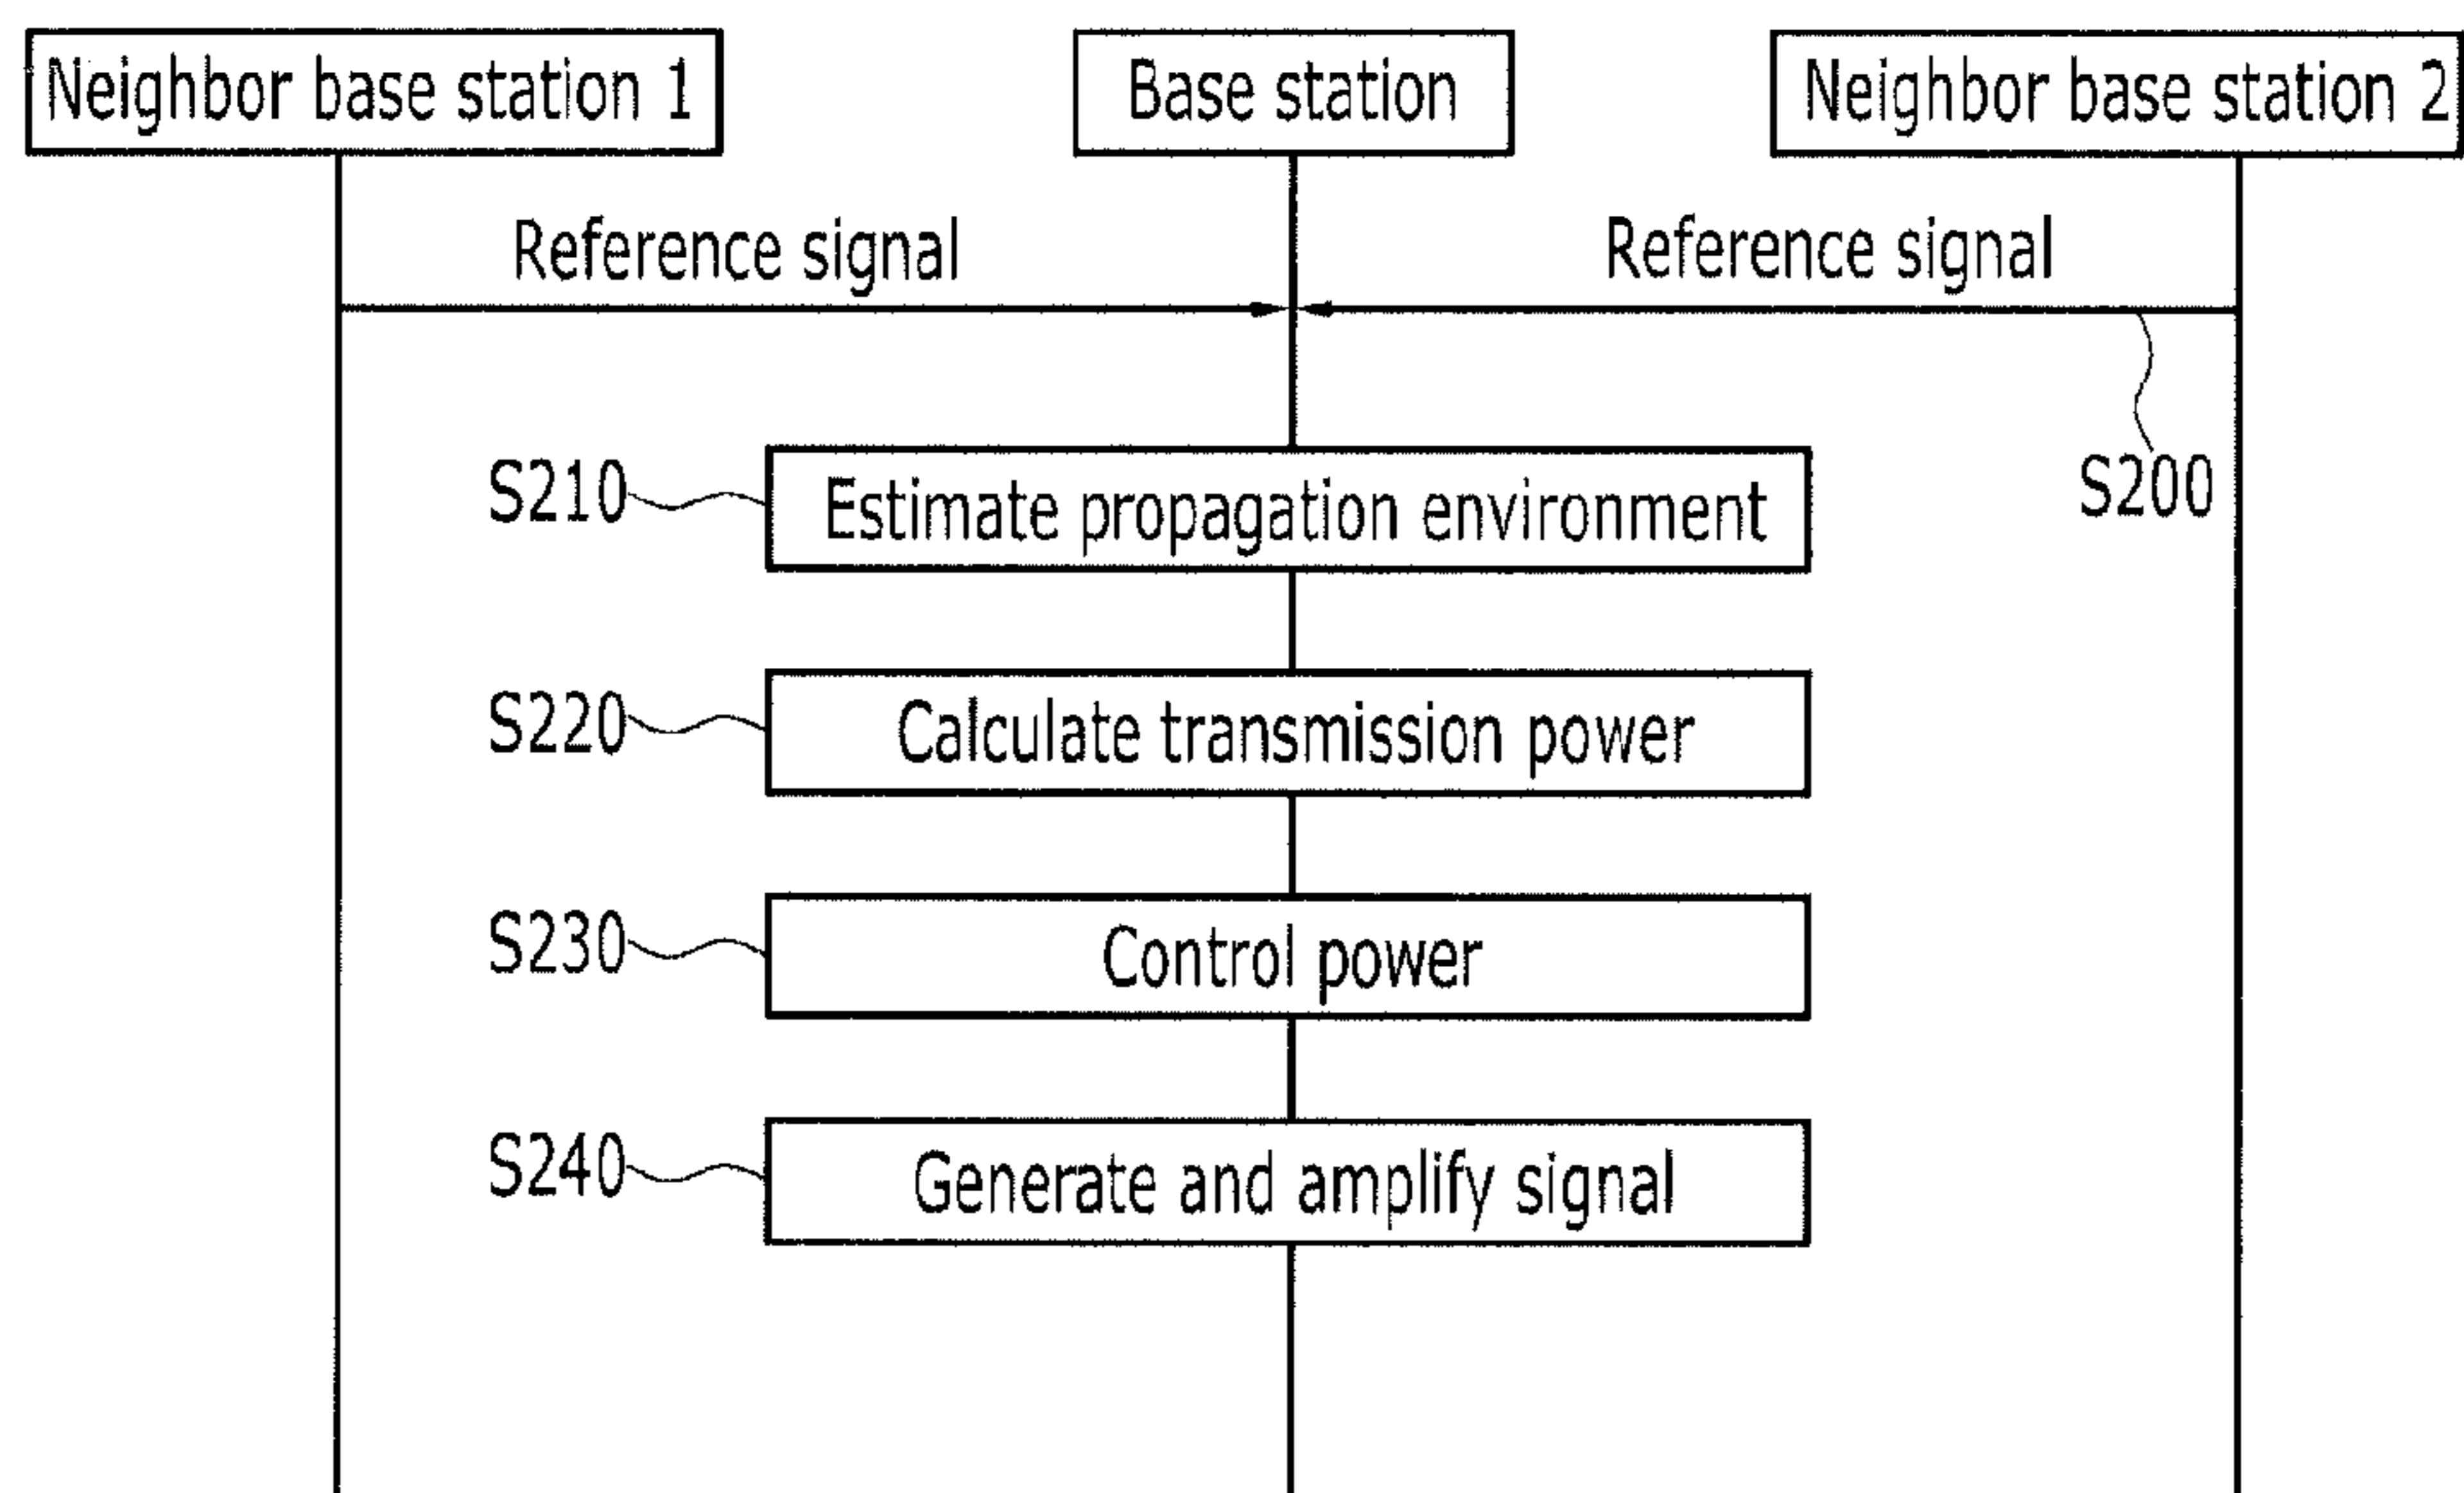 Neighbor base station 1
Base station
Neighbor base station 2
Reference signal
Reference signal
S200
S210
Estimate propagation environment
S220
Calculate transmission power
S230
Control power
S240
Generate and amplify signal